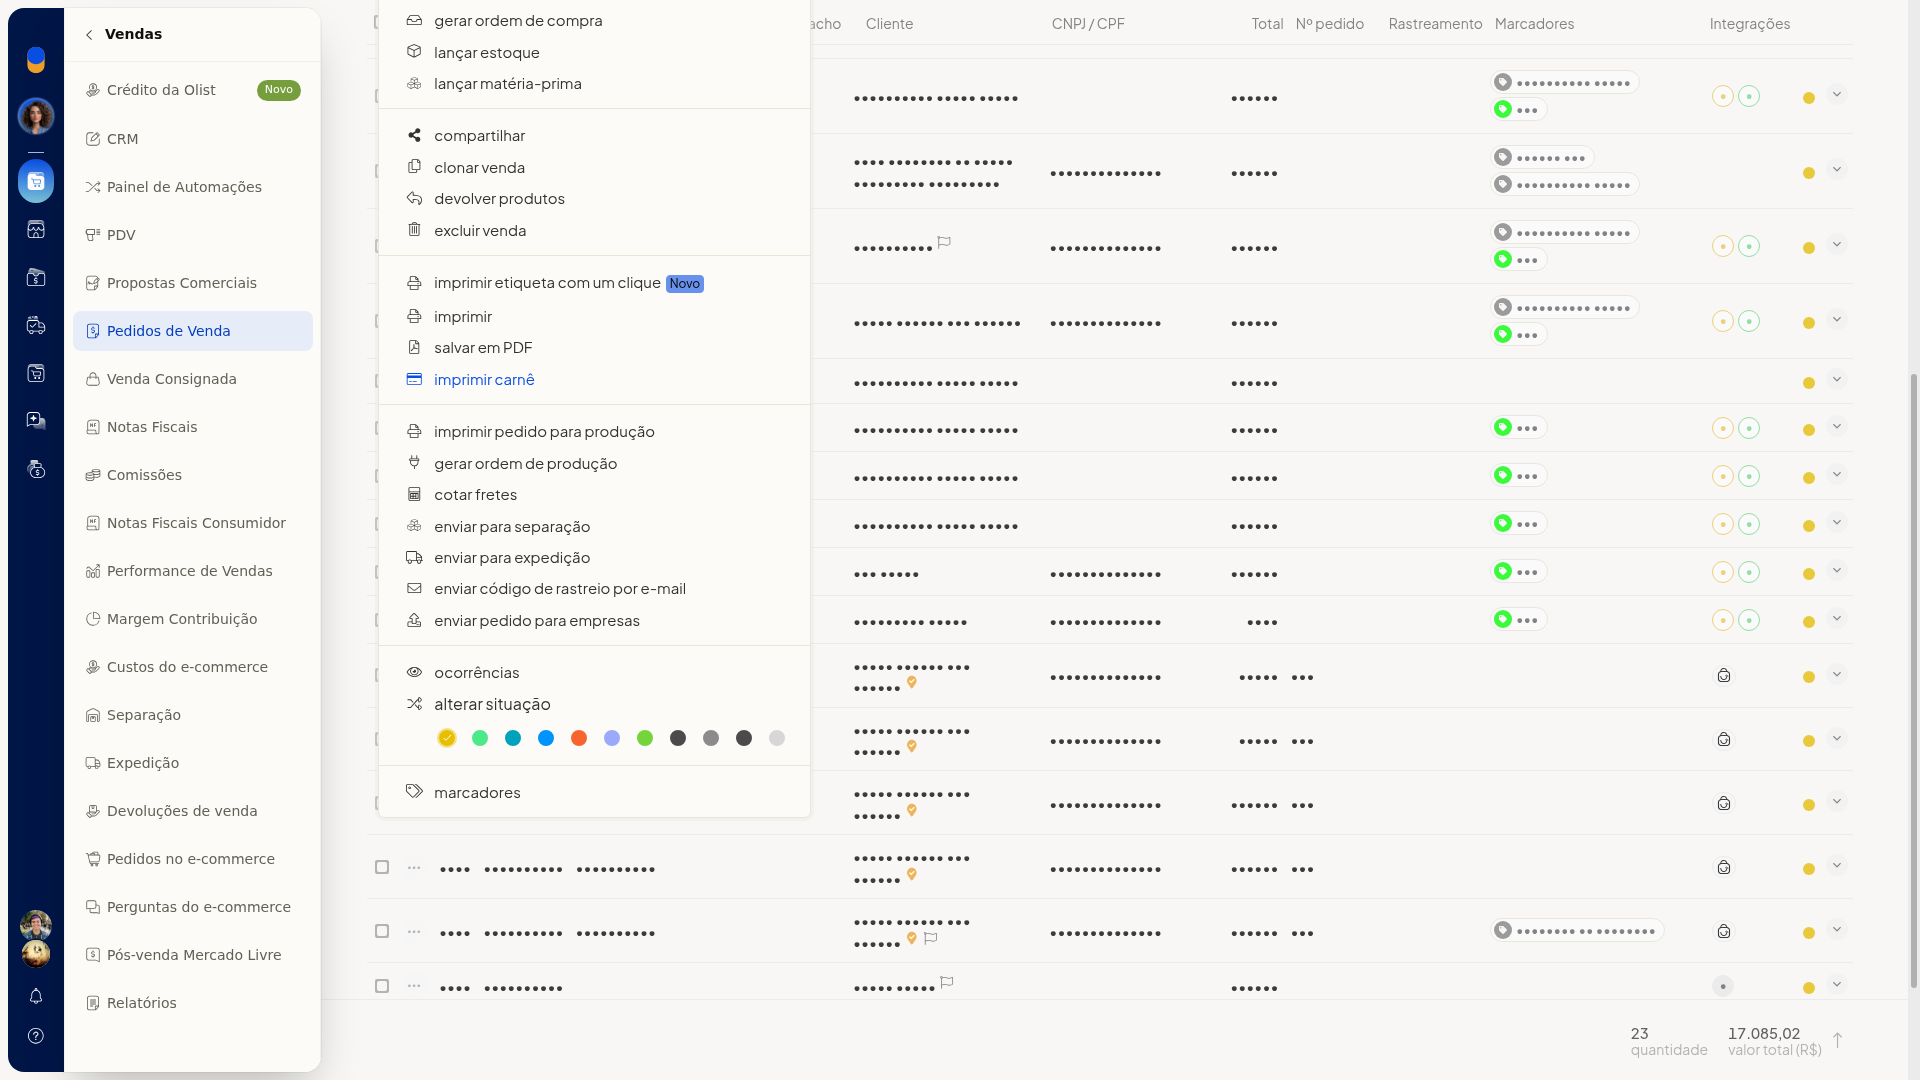 Vendas
Crédito da Olist Novo
CRM
Painel de Automações
PDV
Propostas Comerciais
Pedidos de Venda
Venda Consignada
Notas Fiscais
Comissões
Notas Fiscais Consumidor
Performance de Vendas
Margem Contribuição
Custos do e-commerce
Separação
Expedição
Devoluções de venda
Pedidos no e-commerce
Perguntas do e-commerce
Pós-venda Mercado Livre
Relatórios
gerar ordem de compra
lançar estoque
lançar matéria-prima
compartilhar
clonar venda
devolver produtos
excluir venda
imprimir etiqueta com um clique Novo
imprimir
salvar em PDF
imprimir carnê
imprimir pedido para produção
gerar ordem de produção
cotar fretes
enviar para separação
enviar para expedição
enviar código de rastreio por e-mail
enviar pedido para empresas
ocorrências
alterar situação
marcadores
Cliente CNPJ / CPF Total Nº pedido Rastreamento Marcadores Integrações
23 17.085,02
quantidade valor total (R$)